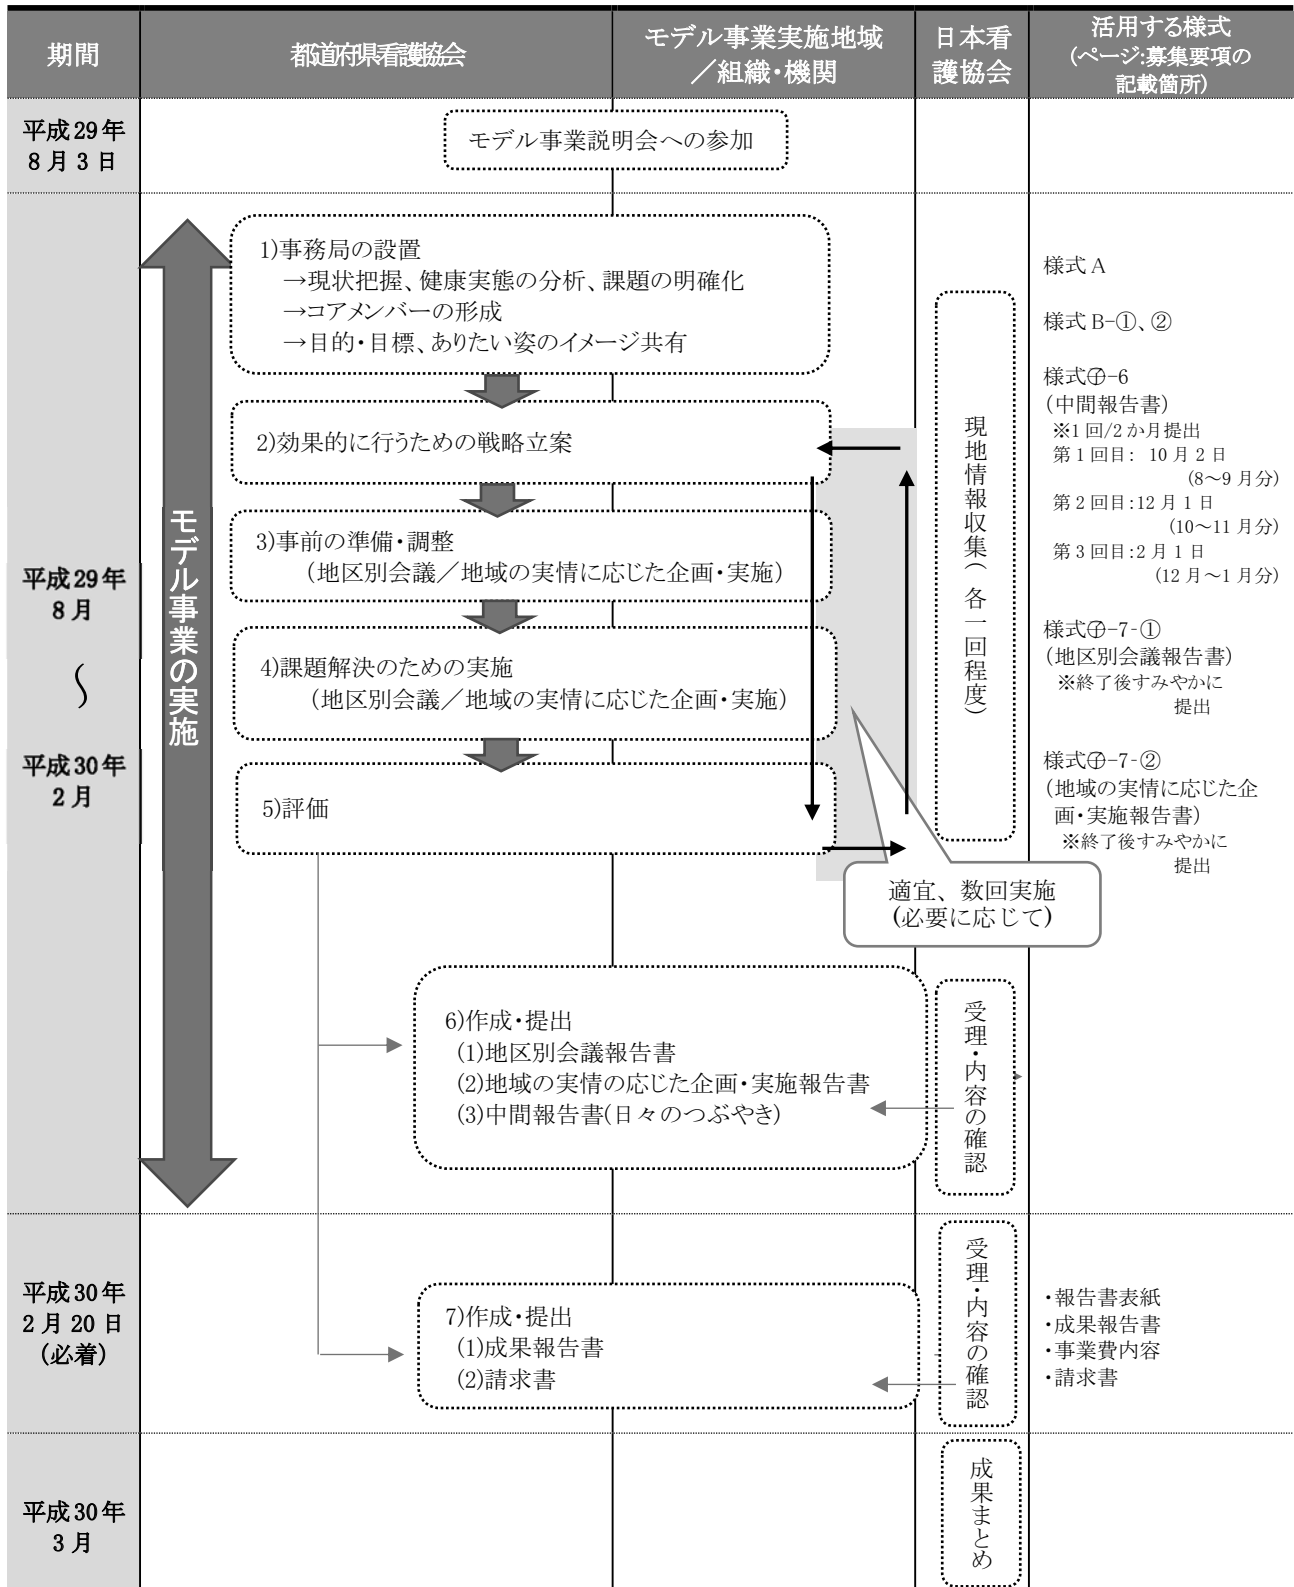 期間
都道府県看護協会
モデル事業実施地域
／組織・機関
日本看
護協会
活用する様式
(ページ:募集要項の
記載箇所)
平成29年
8月3日
モデル事業説明会への参加
平成29年
8月
～
平成30年
2月
モデル事業の実施
1)事務局の設置
→現状把握、健康実態の分析、課題の明確化
→コアメンバーの形成
→目的・目標、ありたい姿のイメージ共有
2)効果的に行うための戦略立案
3)事前の準備・調整
(地区別会議／地域の実情に応じた企画・実施)
4)課題解決のための実施
(地区別会議／地域の実情に応じた企画・実施)
5)評価
適宜、数回実施
(必要に応じて)
現地情報収集(各一回程度)
様式A
様式B-①、②
様式㋐-6
(中間報告書)
※1回/2か月提出
第1回目: 10月2日
(8～9月分)
第2回目:12月1日
(10～11月分)
第3回目:2月1日
(12月～1月分)
様式㋐-7-①
(地区別会議報告書)
※終了後すみやかに
提出
様式㋐-7-②
(地域の実情に応じた企
画・実施報告書)
※終了後すみやかに
提出
6)作成・提出
(1)地区別会議報告書
(2)地域の実情の応じた企画・実施報告書
(3)中間報告書(日々のつぶやき)
受理・内容の確認
平成30年
2月20日
(必着)
7)作成・提出
(1)成果報告書
(2)請求書
受理・内容の確認
・報告書表紙
・成果報告書
・事業費内容
・請求書
平成30年
3月
成果まとめ